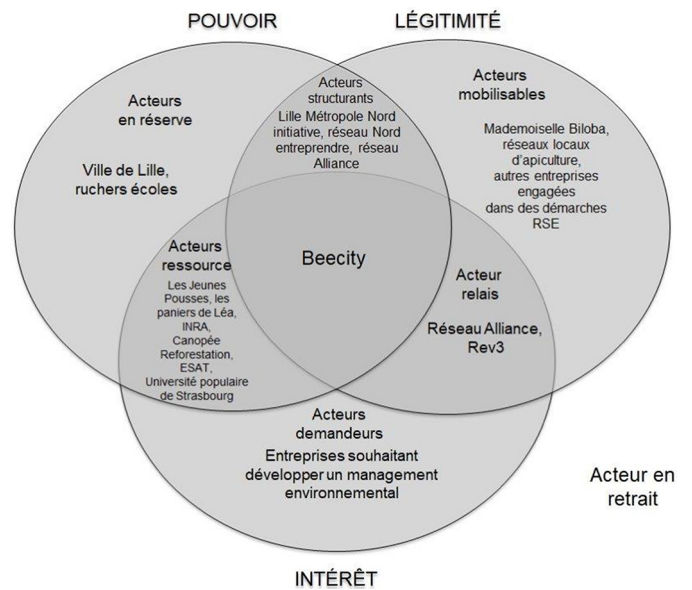 POUVOIR
LÉGITIMITÉ
Acteurs
en réserve
Ville de Lille,
ruchers écoles
Acteurs
structurants
Lille Métropole Nord
initiative, réseau Nord
entreprendre, réseau
Alliance
Acteurs
mobilisables
Mademoiselle Biloba,
réseaux locaux
d'apiculture,
autres entreprises
engagées
dans des démarches
RSE
Acteurs
ressource
Les Jeunes
Pousses, les
paniers de Léa,
INRA,
Canopée
Reforestation,
ESAT,
Université populaire
de Strasbourg
Beecity
Acteur
relais
Réseau Alliance,
Rev3
Acteurs
demandeurs
Entreprises souhaitant
développer un management
environnemental
Acteur en
retrait
INTÉRÊT